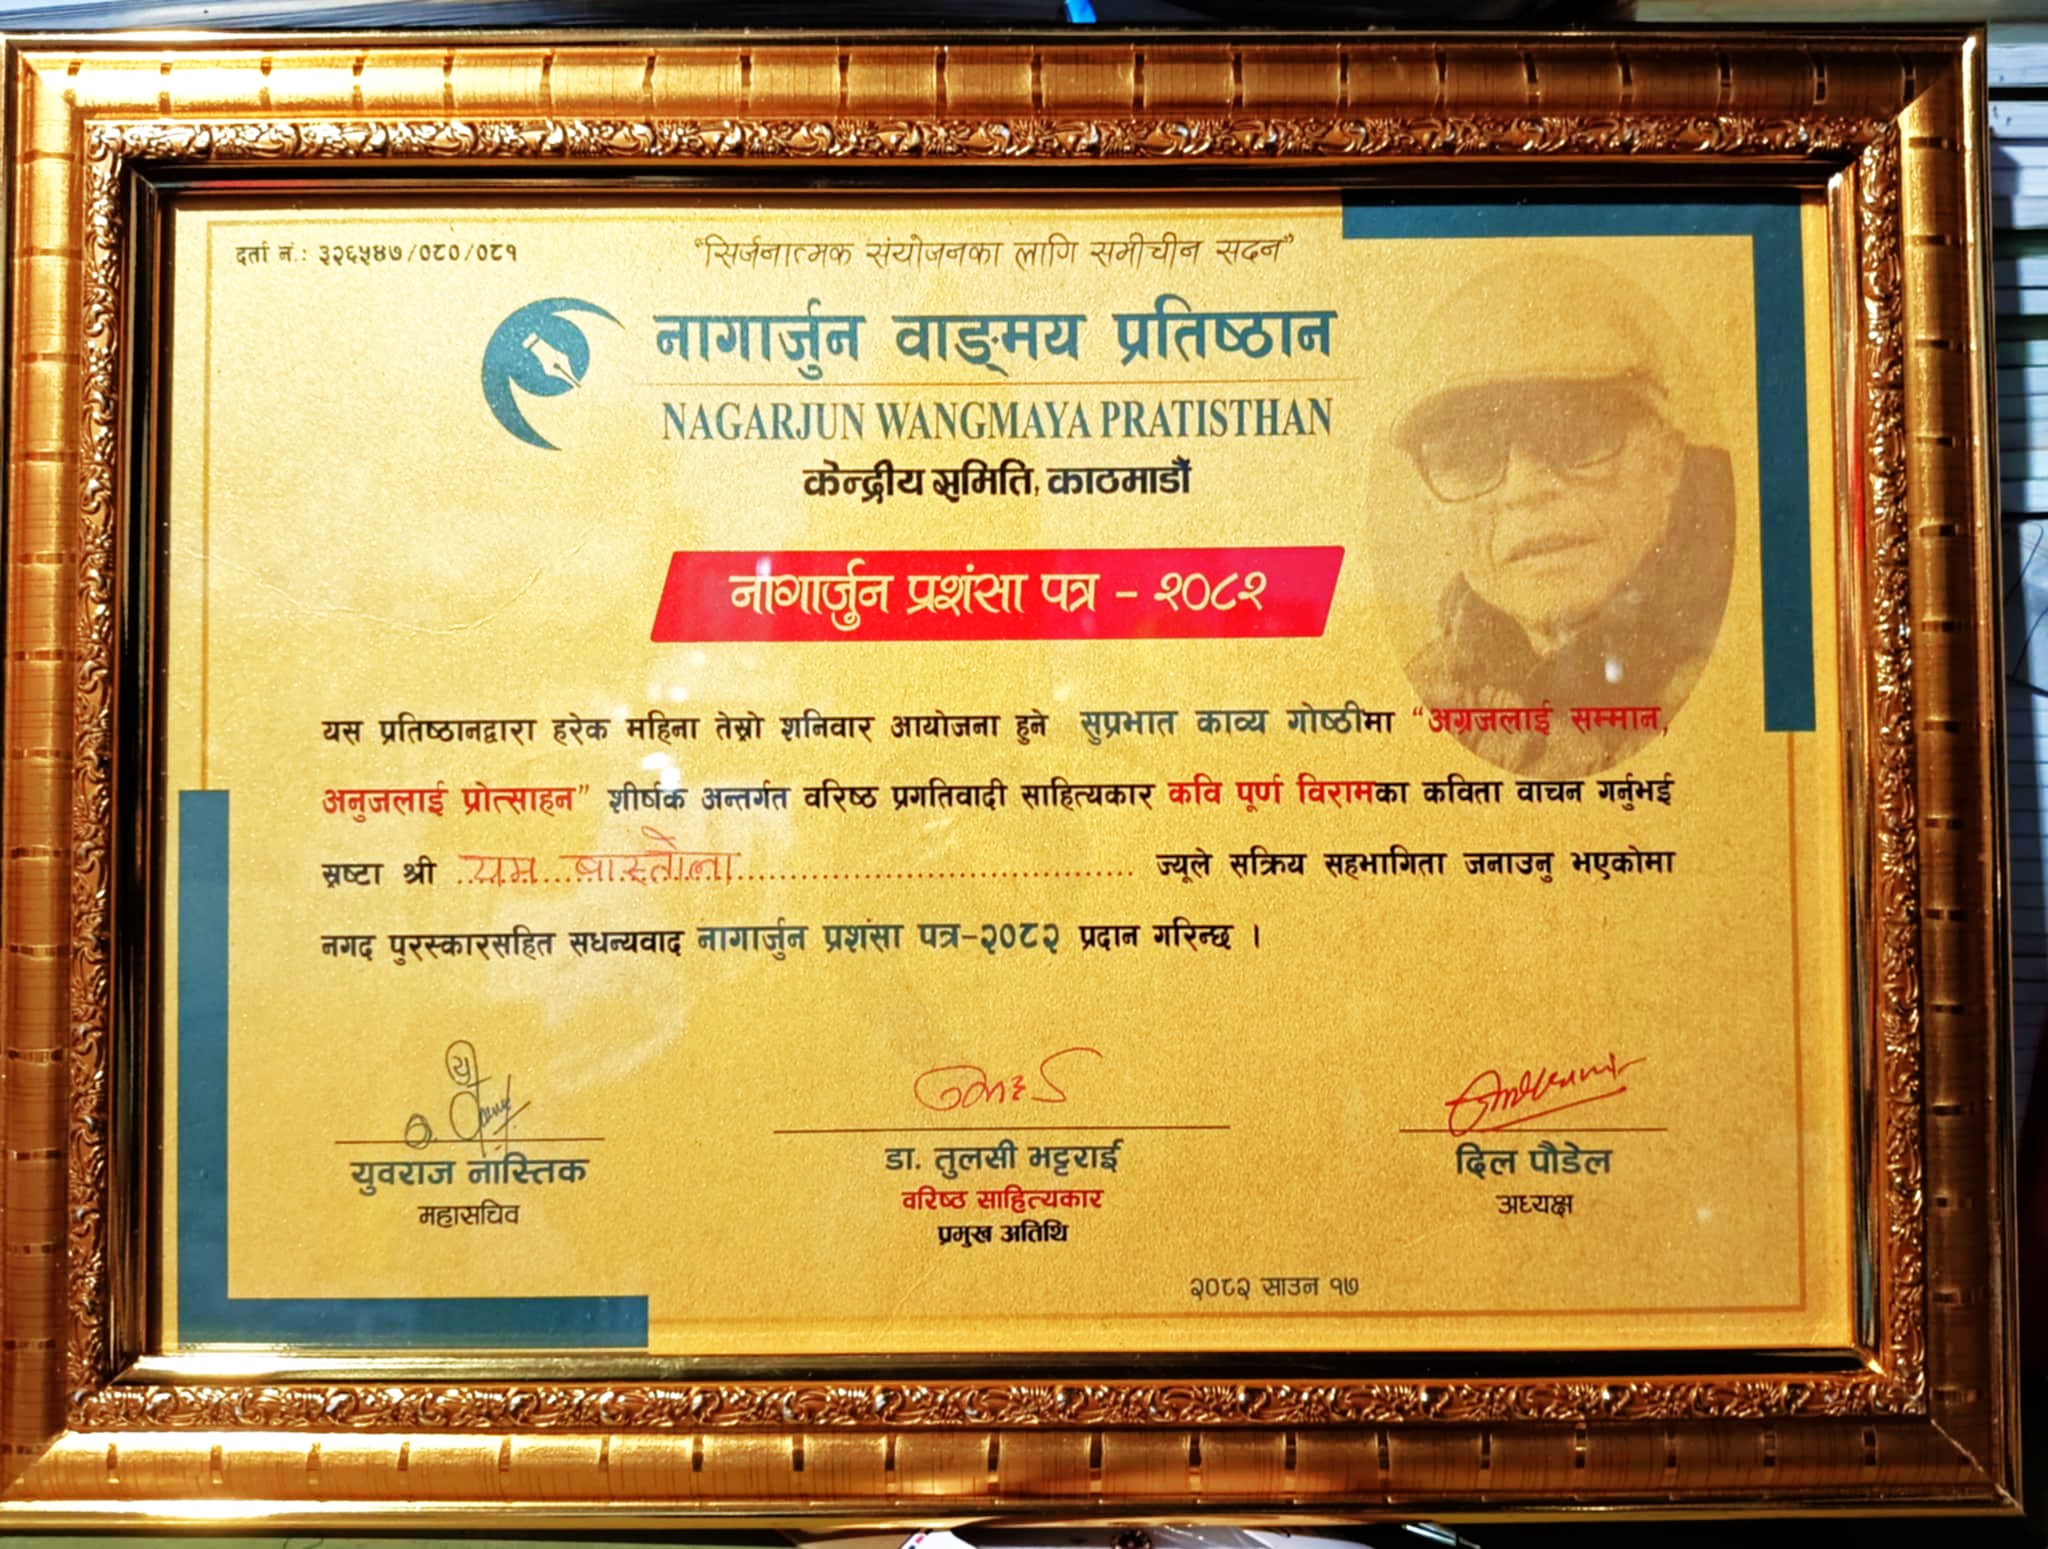 दर्ता नं.: ३२६५४७/०८०/०८१
"सिर्जनात्मक संयोजनका लागि समीचीन सदन"
नागार्जुन वाङ्मय प्रतिष्ठान
NAGARJUN WANGMAYA PRATISTHAN
केन्द्रीय समिति, काठमाडौं
नागार्जुन प्रशंसा पत्र - २०८२
यस प्रतिष्ठानद्वारा हरेक महिना तेस्रो शनिवार आयोजना हुने सुप्रभात काव्य गोष्ठीमा "अग्रजलाई सम्मान,
अनुजलाई प्रोत्साहन" शीर्षक अन्तर्गत वरिष्ठ प्रगतिवादी साहित्यकार कवि पूर्ण विरामका कविता वाचन गर्नुभई
स्रष्टा श्री यम बास्तोला ज्यूले सक्रिय सहभागिता जनाउनु भएकोमा
नगद पुरस्कारसहित सधन्यवाद नागार्जुन प्रशंसा पत्र-२०८२ प्रदान गरिन्छ ।
युवराज नास्तिक
महासचिव
डा. तुलसी भट्टराई
वरिष्ठ साहित्यकार
प्रमुख अतिथि
दिल पौडेल
अध्यक्ष
२०८२ साउन १७